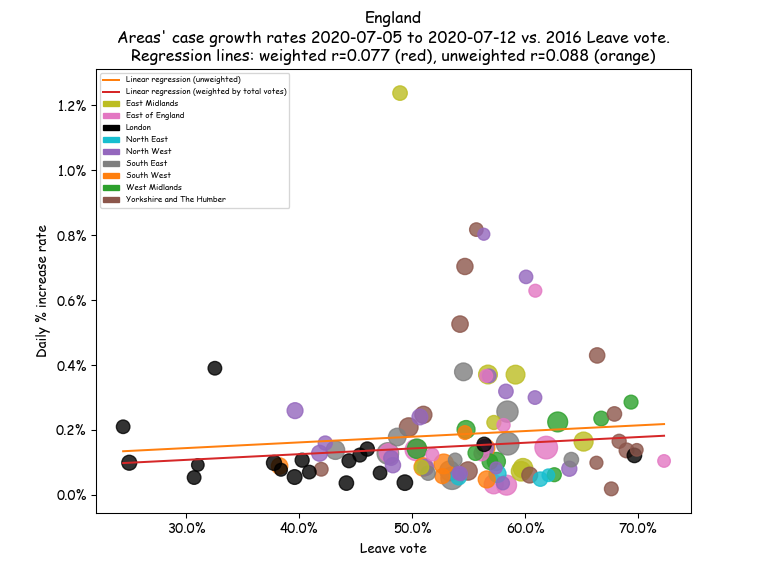 England
Areas' case growth rates 2020-07-05 to 2020-07-12 vs. 2016 Leave vote.
Regression lines: weighted r=0.077 (red), unweighted r=0.088 (orange)
Linear regression (unweighted)
Linear regression (weighted by total votes)
East Midlands
East of England
London
North East
North West
South East
South West
West Midlands
Yorkshire and The Humber
1.2%
1.0%
0.8%
0.6%
0.4%
0.2%
0.0%
Daily % increase rate
30.0% 40.0% 50.0% 60.0% 70.0%
Leave vote